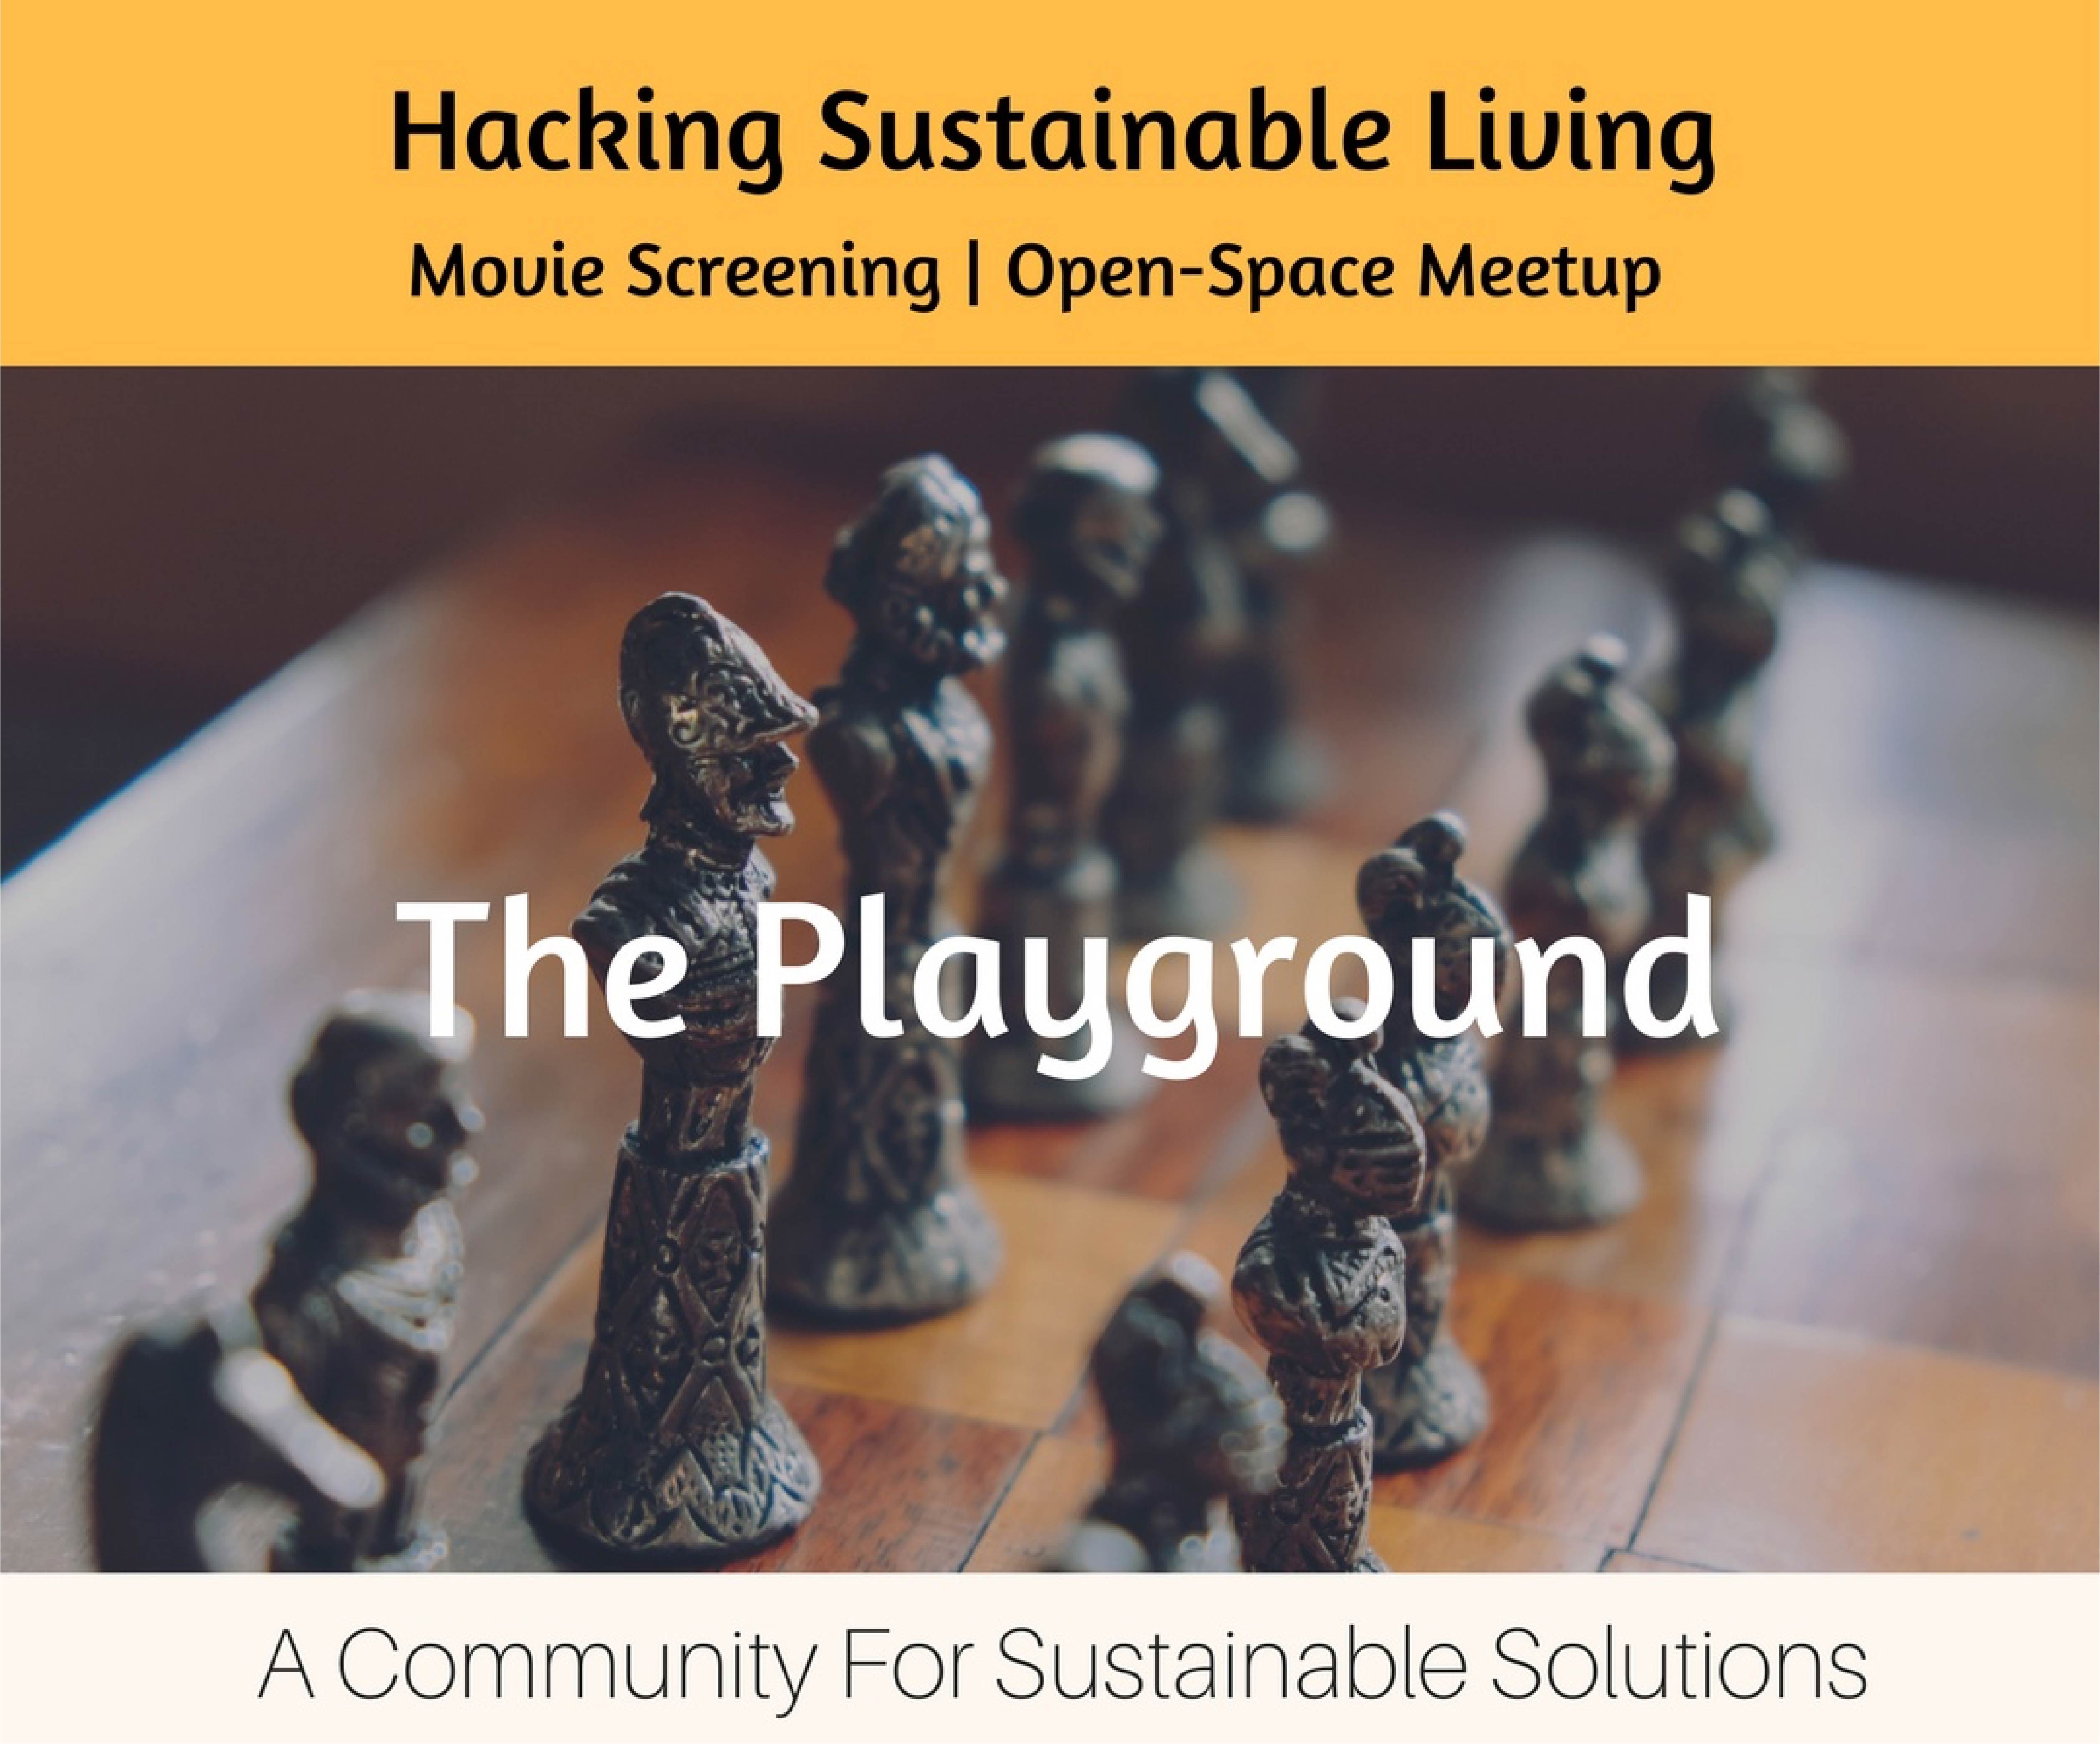 Hacking Sustainable Living
Movie Screening | Open-Space Meetup
The Playground
A Community For Sustainable Solutions